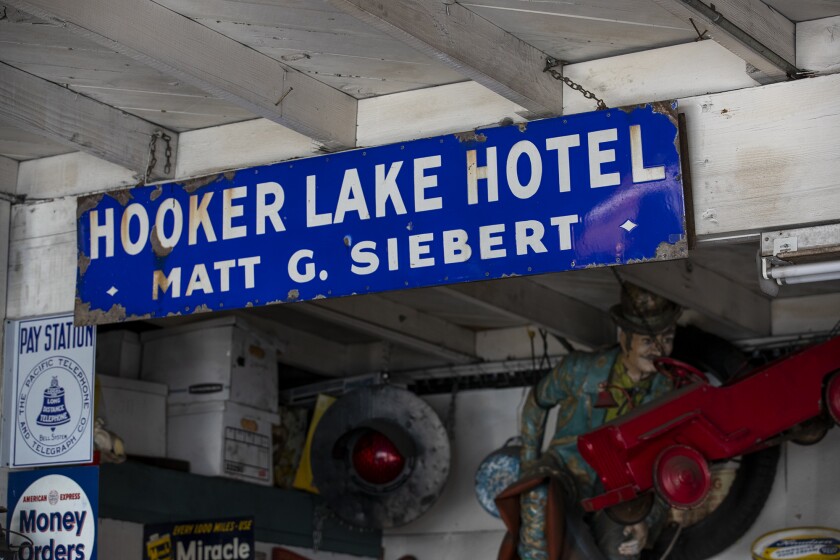 HOOKER LAKE HOTEL
MATT G. SIEBERT
PAY STATION
THE PACIFIC TELEPHONE
AND TELEGRAPH CO
LONG
DISTANCE
TELEPHONE
BELL SYSTEM
AMERICAN EXPRESS
Money
Orders
EVERY 1000 MILES-USE
Miracle